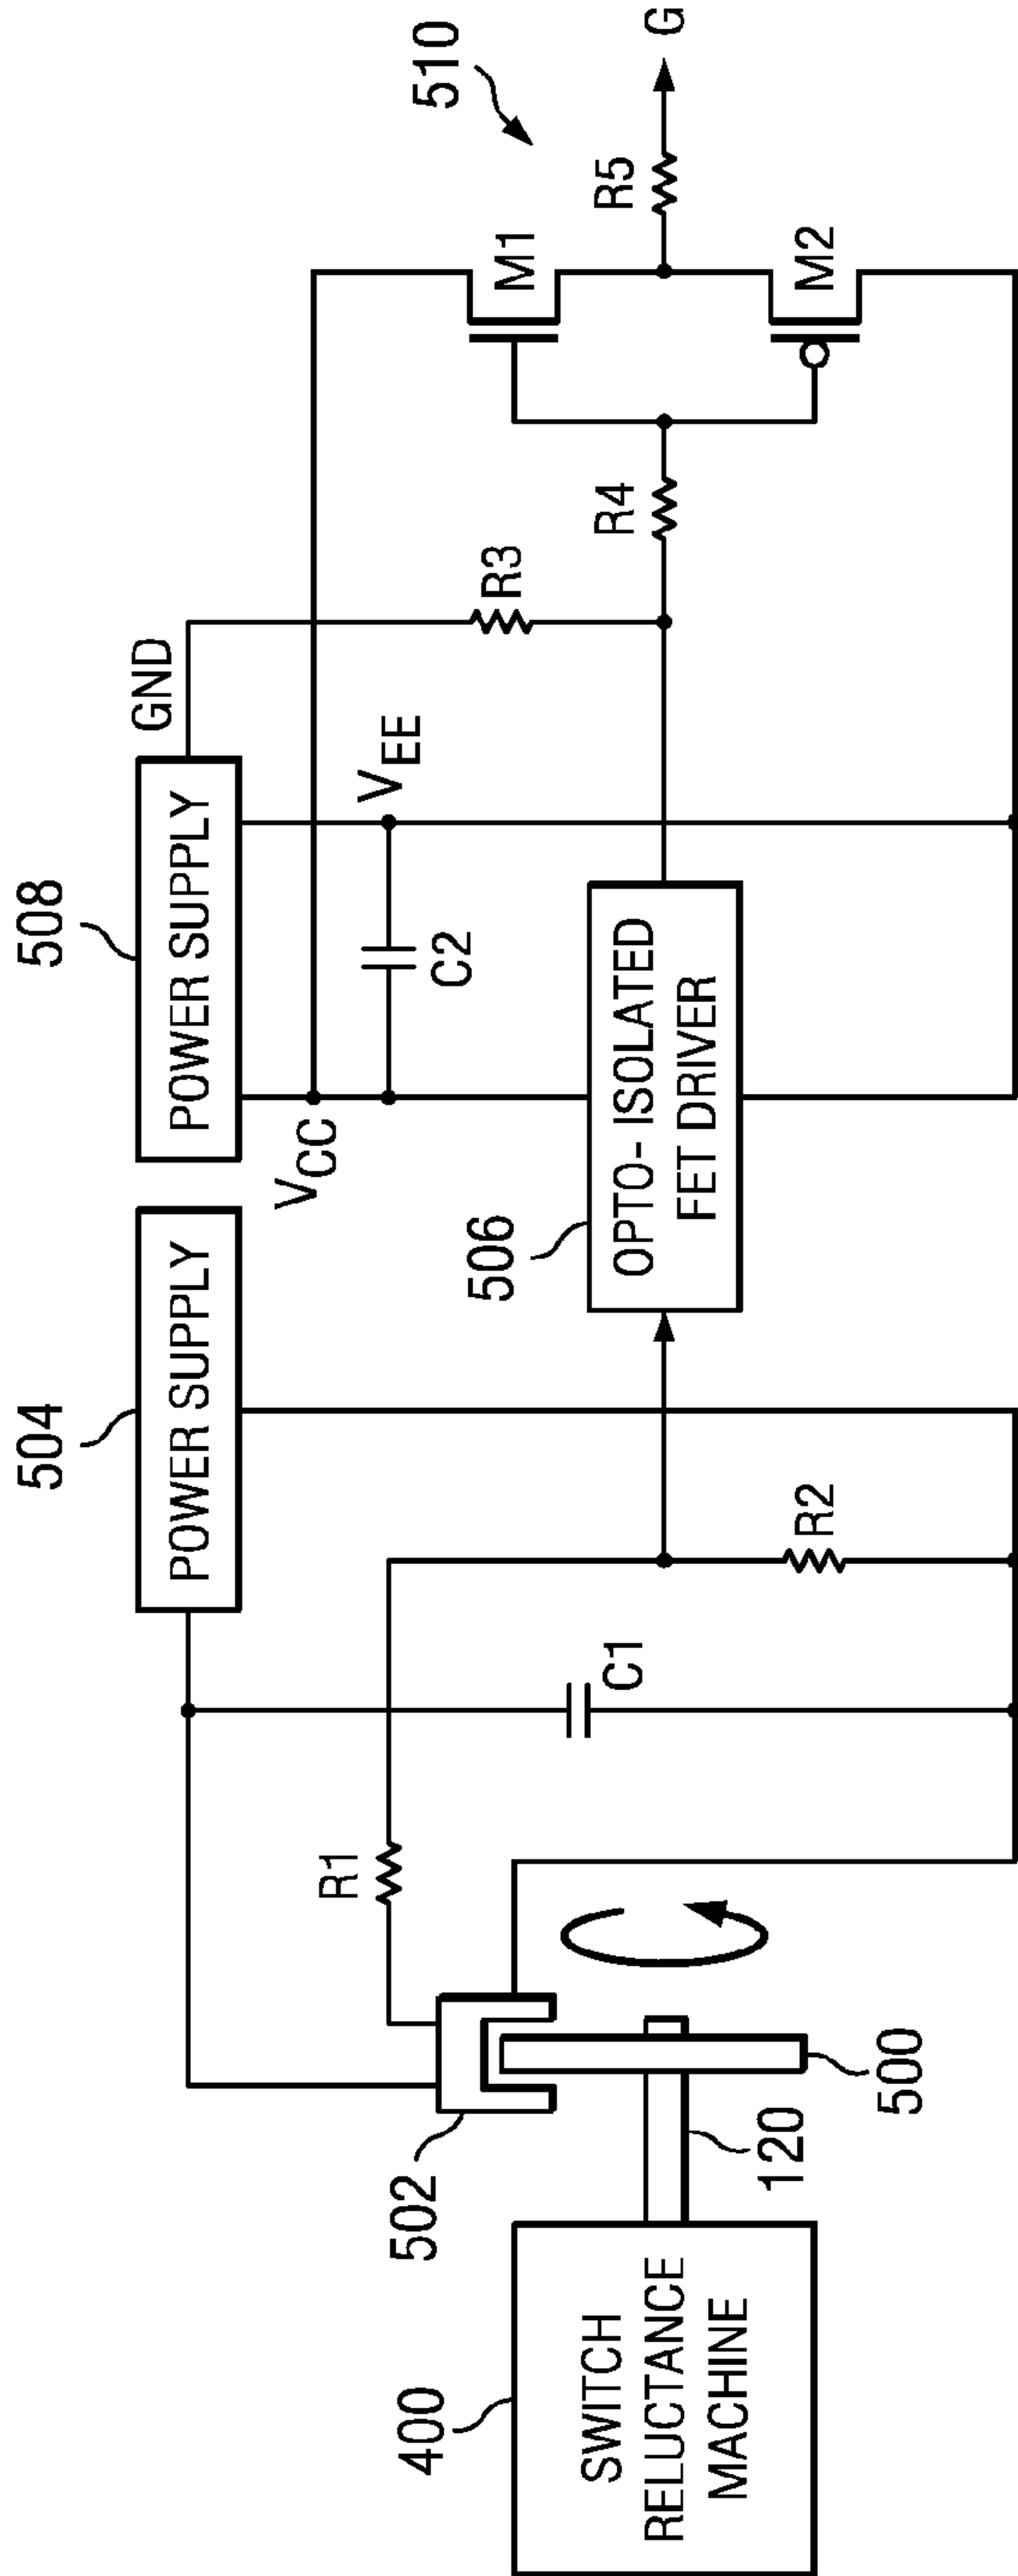 504
508
POWER SUPPLY
POWER SUPPLY
GND
510
VCC
VEE
R1
C2
R3
M1
502
506
C1
OPTO- ISOLATED
FET DRIVER
R4
R5
G
400
SWITCH
RELUCTANCE
MACHINE
120
500
R2
M2